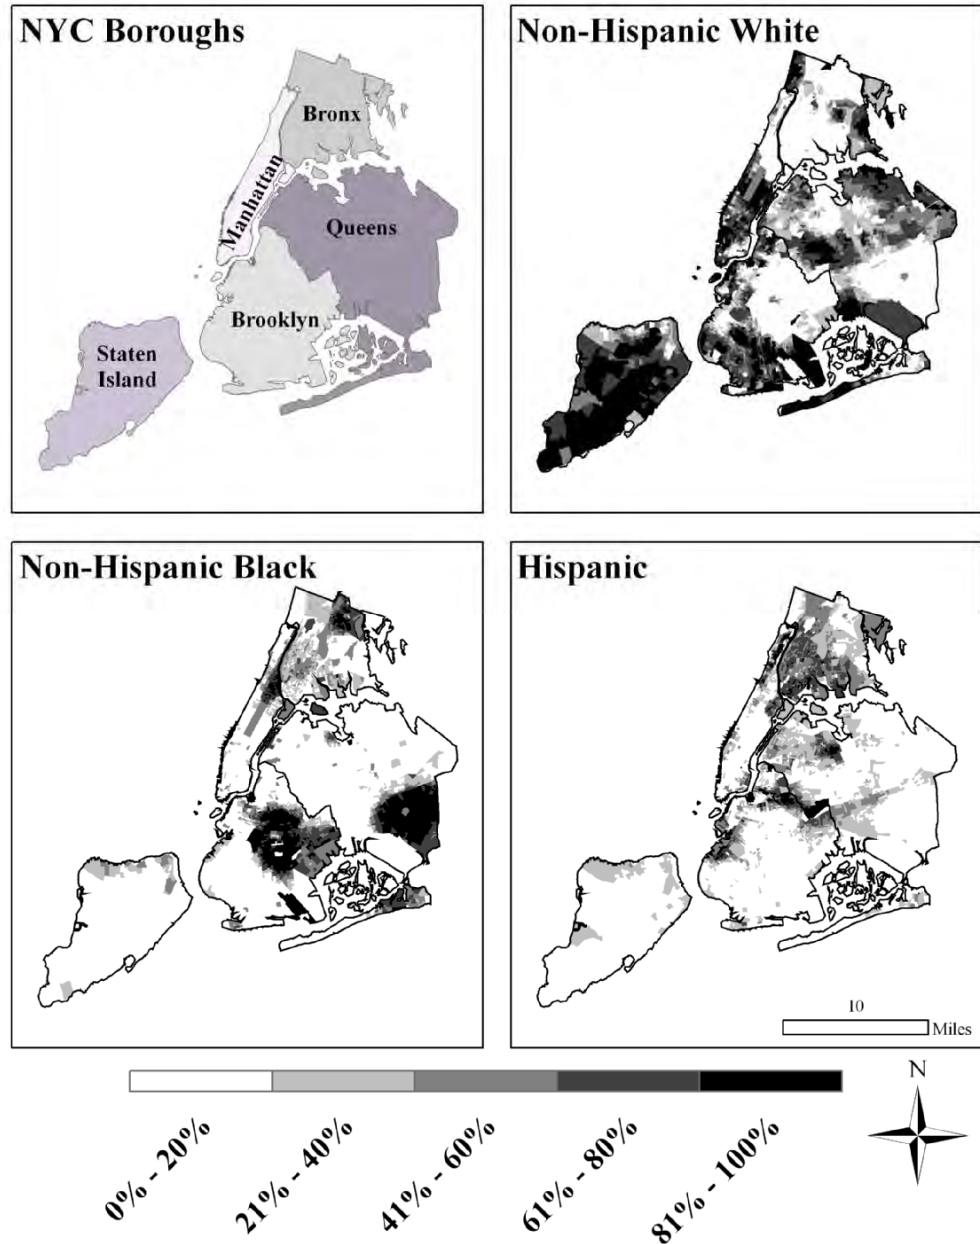 NYC Boroughs
Bronx
Manhattan
Queens
Brooklyn
Staten
Island
Non-Hispanic White
Non-Hispanic Black
Hispanic
10
Miles
N
0% - 20%
21% - 40%
41% - 60%
61% - 80%
81% - 100%